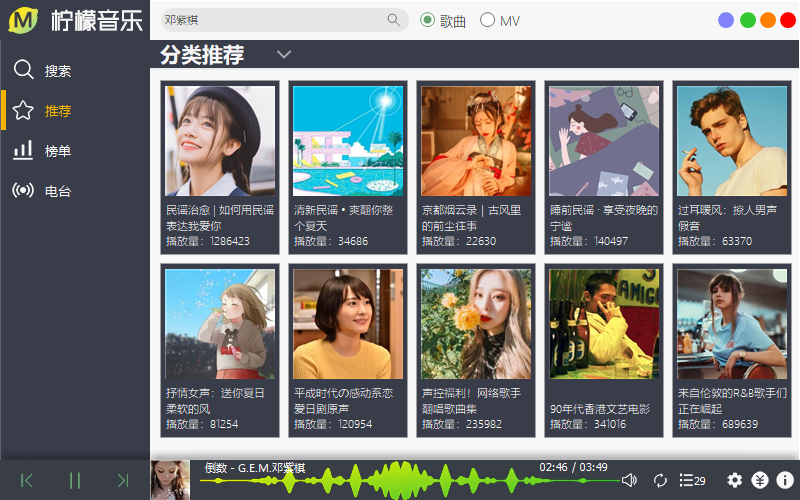 M 柠檬音乐
邓紫棋
歌曲
MV
搜索
推荐
榜单
电台
分类推荐
民谣治愈 | 如何用民谣
表达我爱你
播放量：1286423
清新民谣•爽翻你整
个夏天
播放量：34686
京都烟云录 | 古风里
的前尘往事
播放量：22630
睡前民谣 · 享受夜晚的
宁谧
播放量：140497
过耳暖风：撩人男声
假音
播放量：63370
抒情女声：送你夏日
柔软的风
播放量：81254
平成时代の感动系恋
爱日剧原声
播放量：120954
声控福利！网络歌手
翻唱歌曲集
播放量：235982
AMIG
90年代香港文艺电影
播放量：341016
来自伦敦的R&B歌手们
正在崛起
播放量：689639
倒数 - G.E.M.邓紫棋
02:46 / 03:49
29